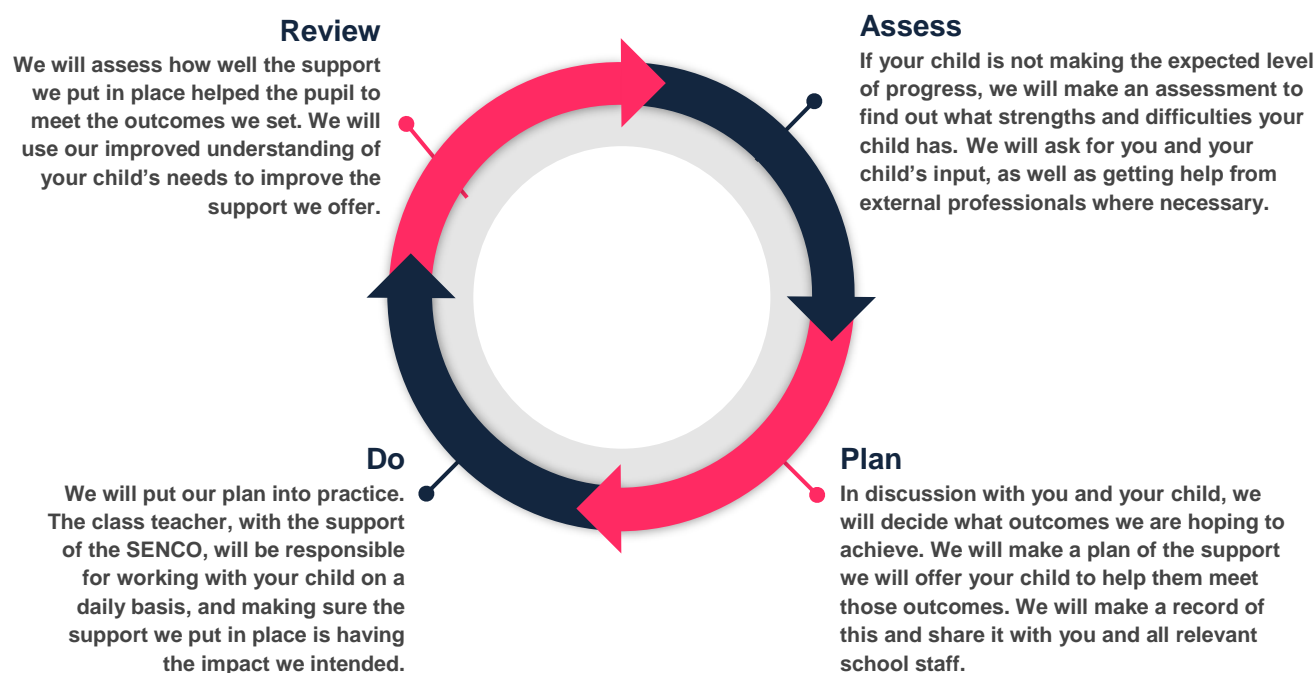 Review
We will assess how well the support
we put in place helped the pupil to
meet the outcomes we set. We will
use our improved understanding of
your child’s needs to improve the
support we offer.
Assess
If your child is not making the expected level
of progress, we will make an assessment to
find out what strengths and difficulties your
child has. We will ask for you and your
child’s input, as well as getting help from
external professionals where necessary.
Do
We will put our plan into practice.
The class teacher, with the support
of the SENCO, will be responsible
for working with your child on a
daily basis, and making sure the
support we put in place is having
the impact we intended.
Plan
In discussion with you and your child, we
will decide what outcomes we are hoping to
achieve. We will make a plan of the support
we will offer your child to help them meet
those outcomes. We will make a record of
this and share it with you and all relevant
school staff.